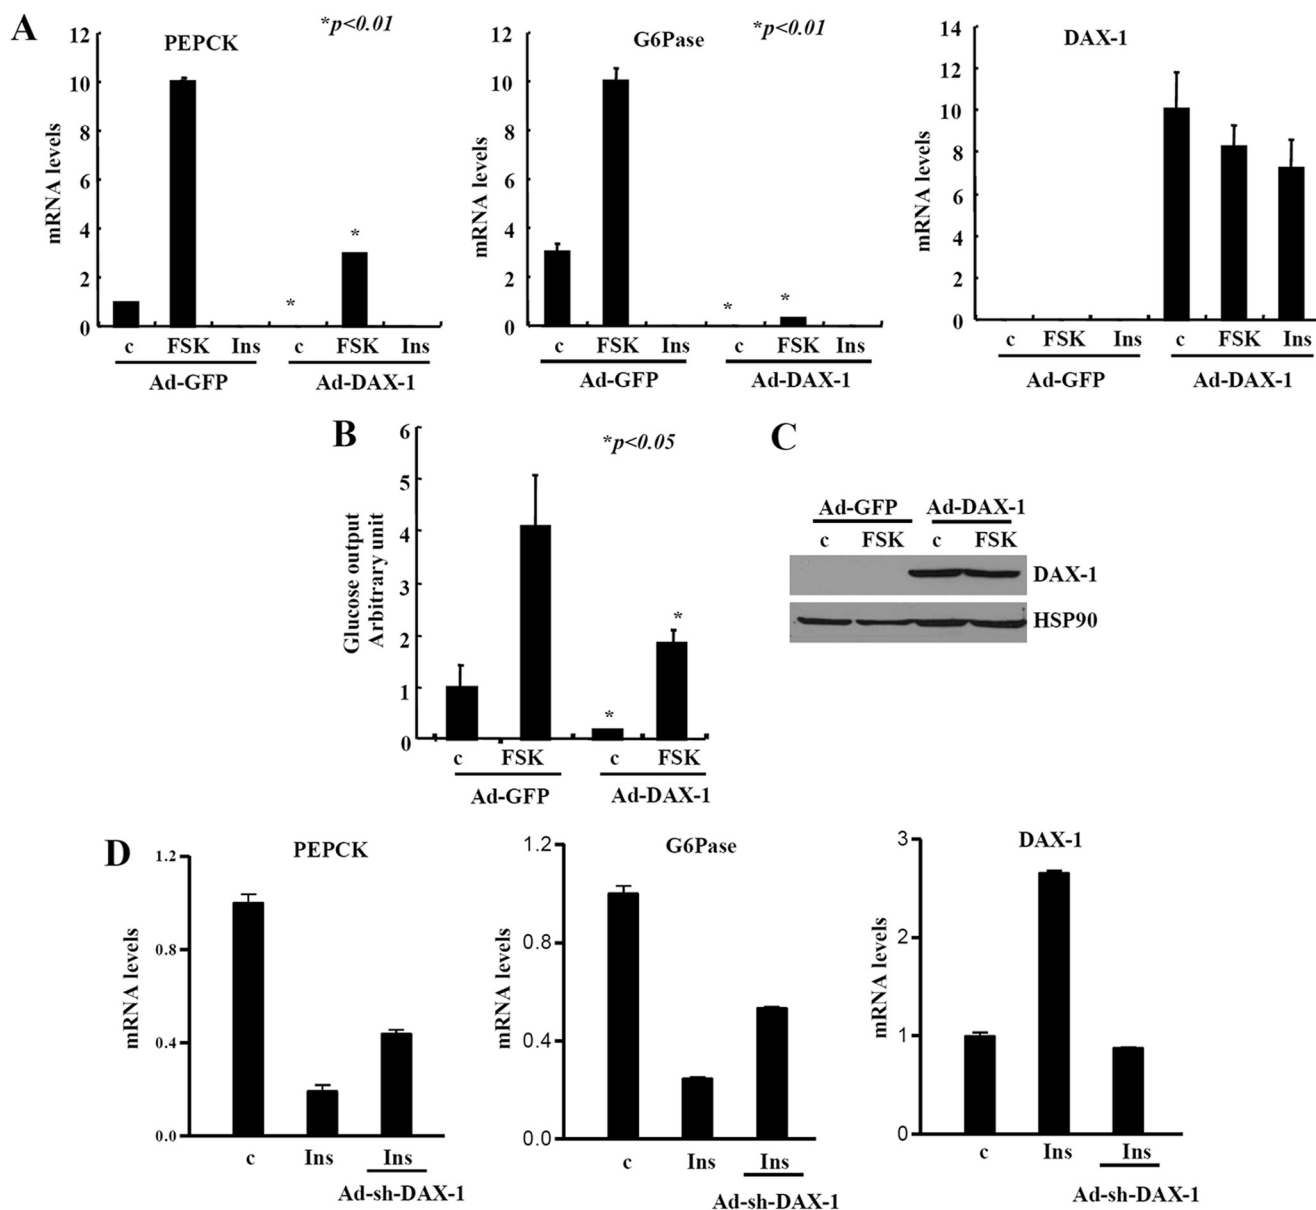 A
PEPCK
*p<0.01
mRNA levels
12
10
8
6
4
2
0
c FSK Ins c FSK Ins
Ad-GFP Ad-DAX-1
G6Pase
*p<0.01
mRNA levels
12
10
8
6
4
2
0
* *
* *
c FSK Ins c FSK Ins
Ad-GFP Ad-DAX-1
DAX-1
mRNA levels
14
12
10
8
6
4
2
0
c FSK Ins c FSK Ins
Ad-GFP Ad-DAX-1
B
*p<0.05
Glucose output
Arbitrary unit
6
5
4
3
2
1
0
* *
c FSK c FSK
Ad-GFP Ad-DAX-1
C
Ad-GFP Ad-DAX-1
c FSK c FSK
DAX-1
HSP90
D
PEPCK
mRNA levels
1.2
0.8
0.4
0.0
c Ins Ins
Ad-sh-DAX-1
G6Pase
mRNA levels
1.2
0.8
0.4
0.0
c Ins Ins
Ad-sh-DAX-1
DAX-1
mRNA levels
3
2
1
0
c Ins Ins
Ad-sh-DAX-1